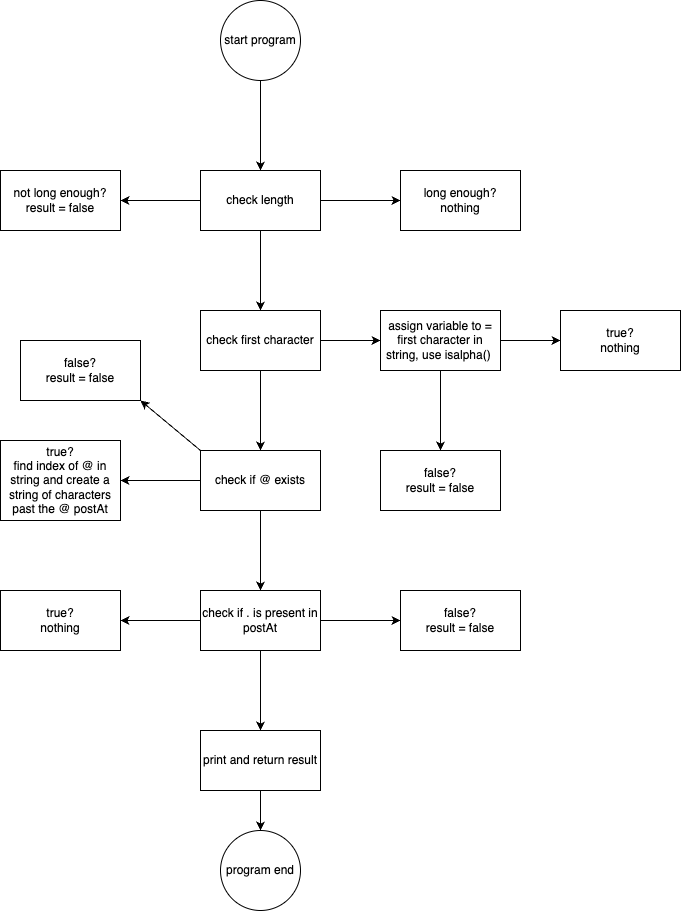 start program
not long enough?
result = false
check length
long enough?
nothing
check first character
assign variable to =
first character in
string, use isalpha()
true?
nothing
false?
result = false
true?
find index of @ in
string and create a
string of characters
past the @ postAt
check if @ exists
false?
result = false
true?
nothing
check if . is present in
postAt
false?
result = false
print and return result
program end